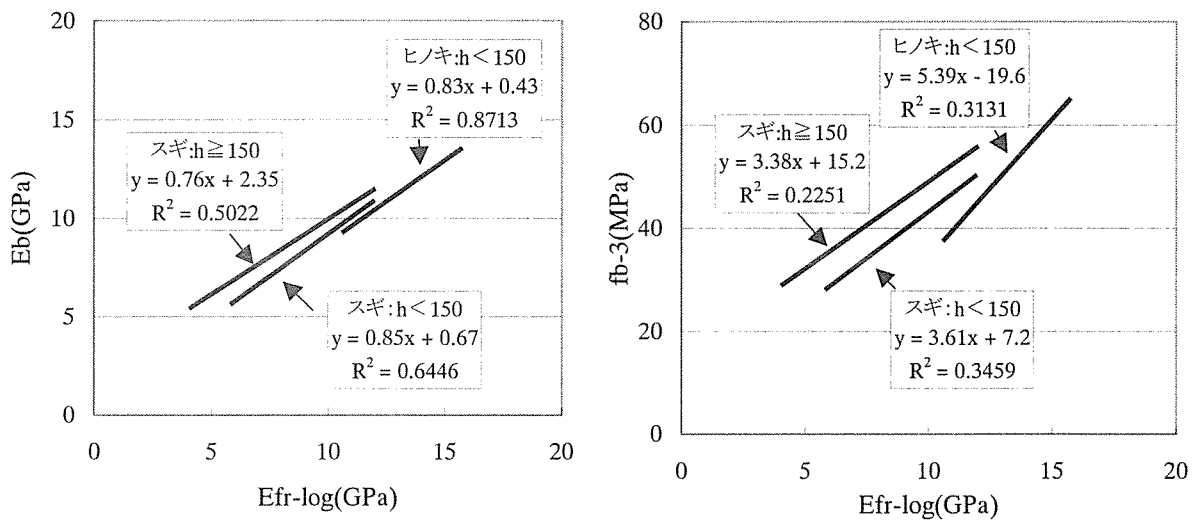 20
15
10
5
0
Eb(GPa)
ヒノキ:h＜150
y = 0.83x + 0.43
R² = 0.8713
スギ:h≧150
y = 0.76x + 2.35
R² = 0.5022
スギ:h＜150
y = 0.85x + 0.67
R² = 0.6446
0 5 10 15 20
Efr-log(GPa)
80
60
40
20
0
fb-3(MPa)
ヒノキ:h＜150
y = 5.39x - 19.6
R² = 0.3131
スギ:h≧150
y = 3.38x + 15.2
R² = 0.2251
スギ:h＜150
y = 3.61x + 7.2
R² = 0.3459
0 5 10 15 20
Efr-log(GPa)